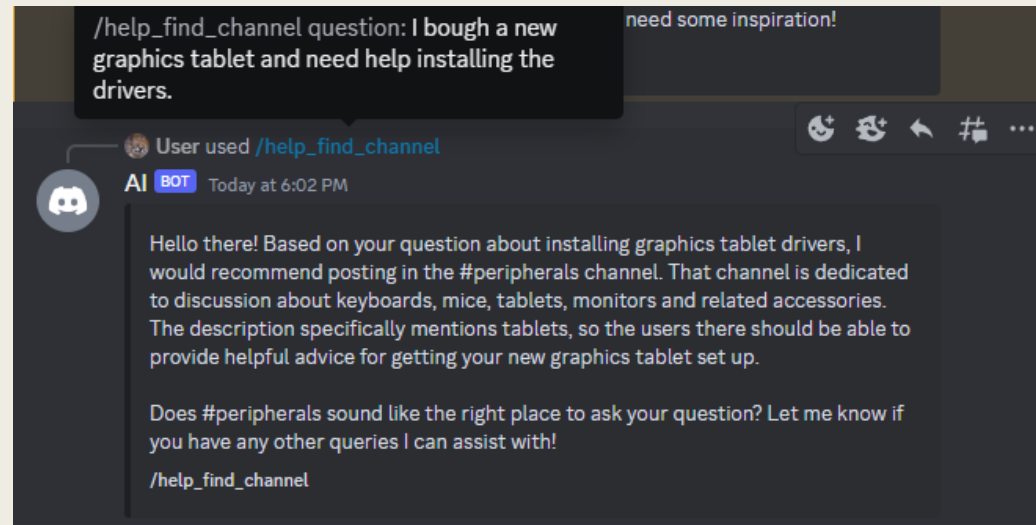 /help_find_channel question: I bough a new
graphics tablet and need help installing the
drivers.
need some inspiration!
User used /help_find_channel
AI BOT Today at 6:02 PM
Hello there! Based on your question about installing graphics tablet drivers, I
would recommend posting in the #peripherals channel. That channel is dedicated
to discussion about keyboards, mice, tablets, monitors and related accessories.
The description specifically mentions tablets, so the users there should be able to
provide helpful advice for getting your new graphics tablet set up.
Does #peripherals sound like the right place to ask your question? Let me know if
you have any other queries I can assist with!
/help_find_channel